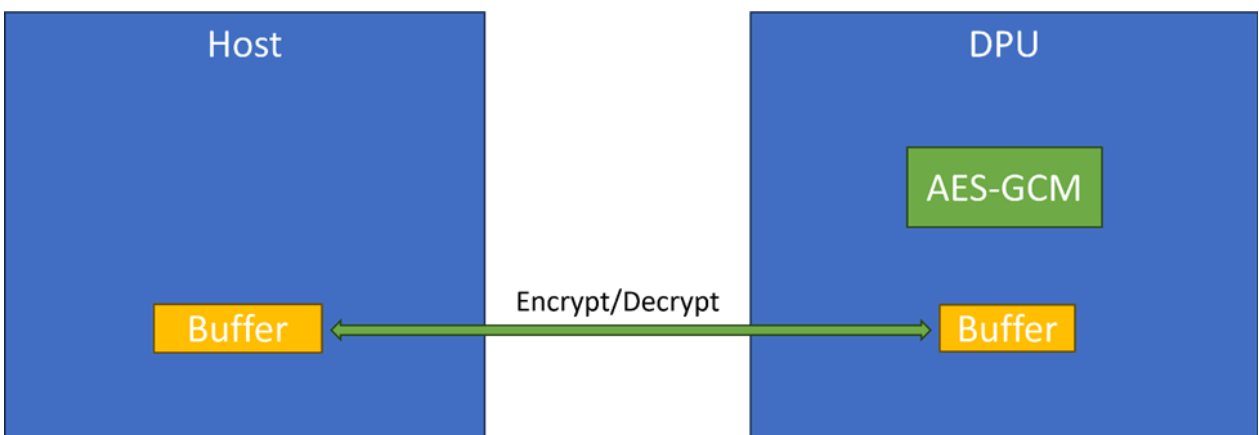 Host
DPU
AES-GCM
Encrypt/Decrypt
Buffer
Buffer